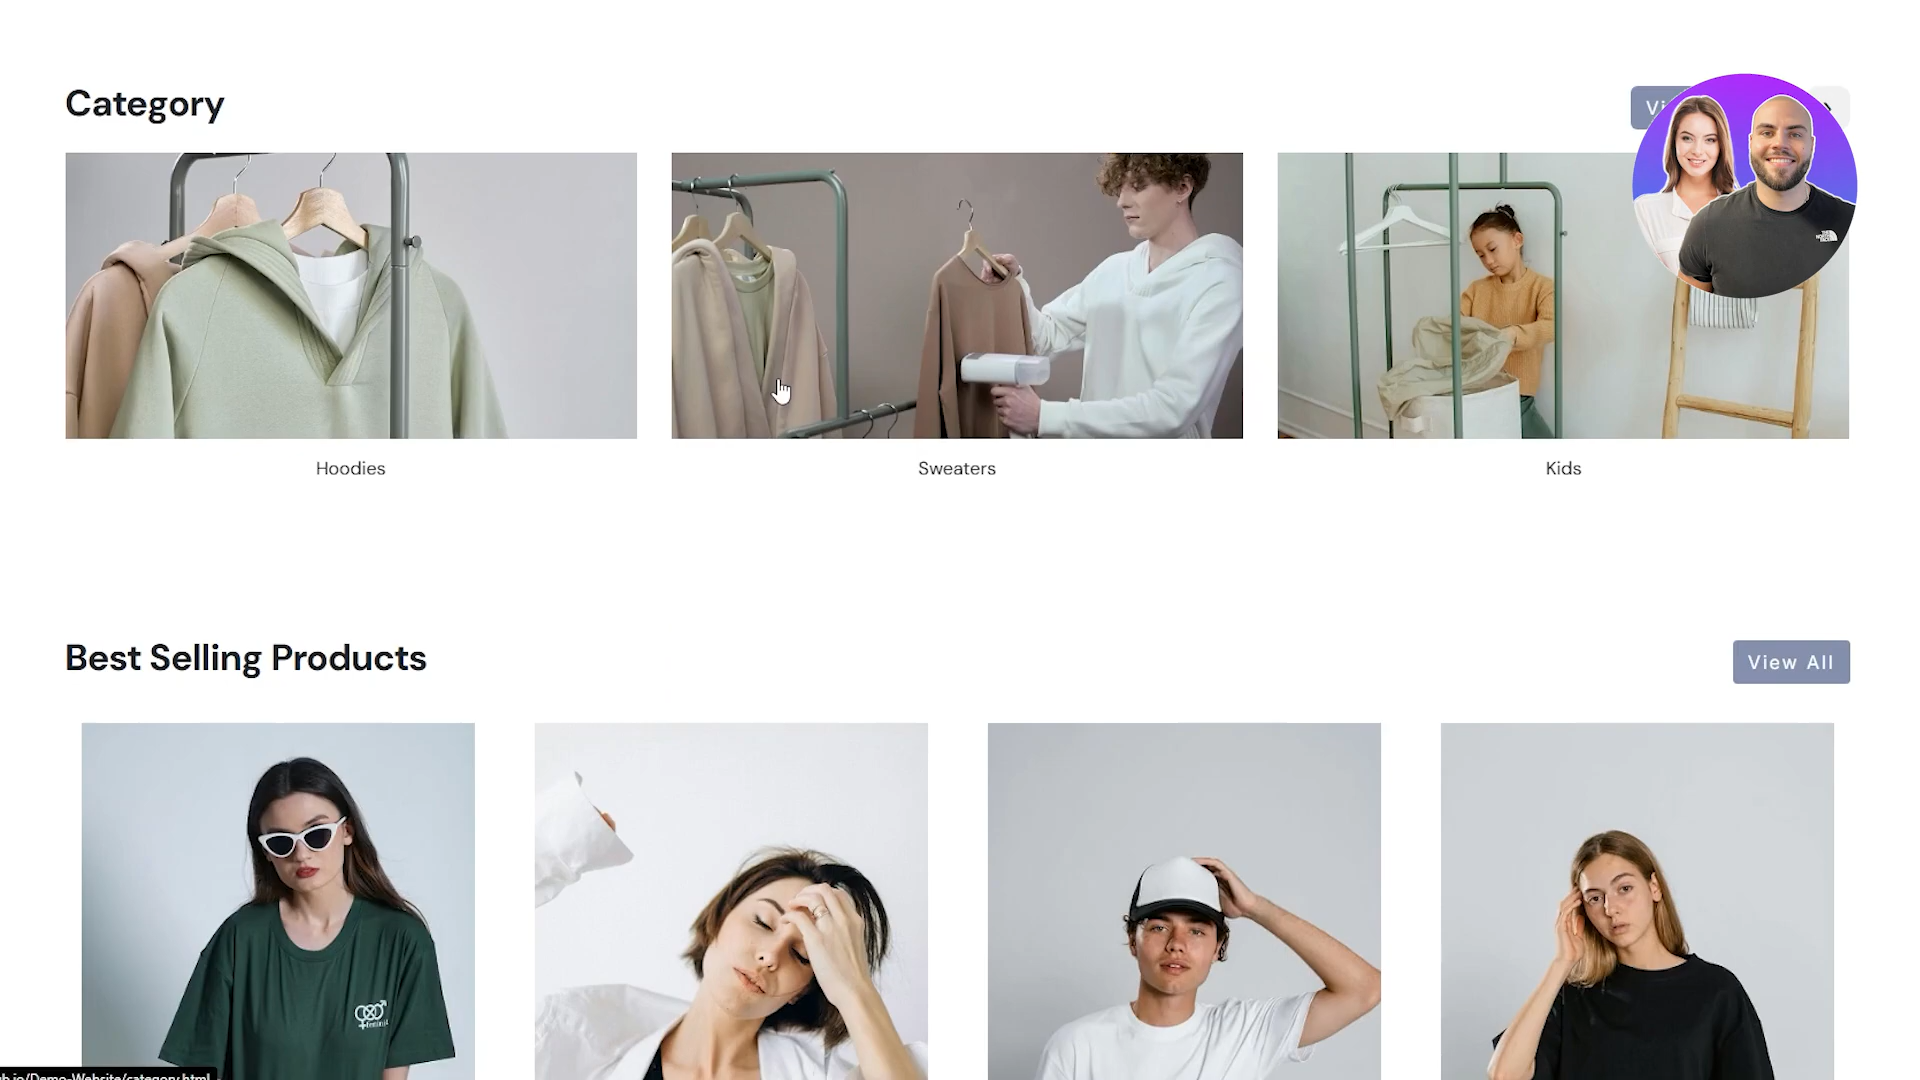 Category
Hoodies
Sweaters
Kids
Best Selling Products
View All